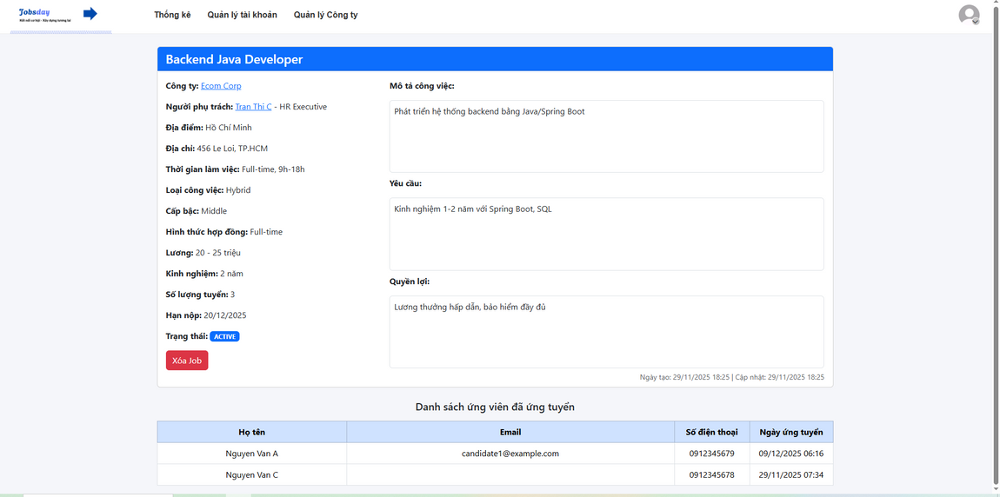 Jobsday
Kết nối cơ hội - Xây dựng tương lai
Thống kê Quản lý tài khoản Quản lý Công ty
Backend Java Developer
Công ty: Ecom Corp
Người phụ trách: Tran Thi C - HR Executive
Địa điểm: Hồ Chí Minh
Địa chỉ: 456 Le Loi, TP.HCM
Thời gian làm việc: Full-time, 9h-18h
Loại công việc: Hybrid
Cấp bậc: Middle
Hình thức hợp đồng: Full-time
Lương: 20 - 25 triệu
Kinh nghiệm: 2 năm
Số lượng tuyển: 3
Hạn nộp: 20/12/2025
Trạng thái: ACTIVE
Xóa Job
Mô tả công việc:
Phát triển hệ thống backend bằng Java/Spring Boot
Yêu cầu:
Kinh nghiệm 1-2 năm với Spring Boot, SQL
Quyền lợi:
Lương thưởng hấp dẫn, bảo hiểm đầy đủ
Ngày tạo: 29/11/2025 18:25 | Cập nhật: 29/11/2025 18:25
Danh sách ứng viên đã ứng tuyển
Họ tên Email Số điện thoại Ngày ứng tuyển
Nguyen Van A candidate1@example.com 0912345679 09/12/2025 06:16
Nguyen Van C 0912345678 29/11/2025 07:34